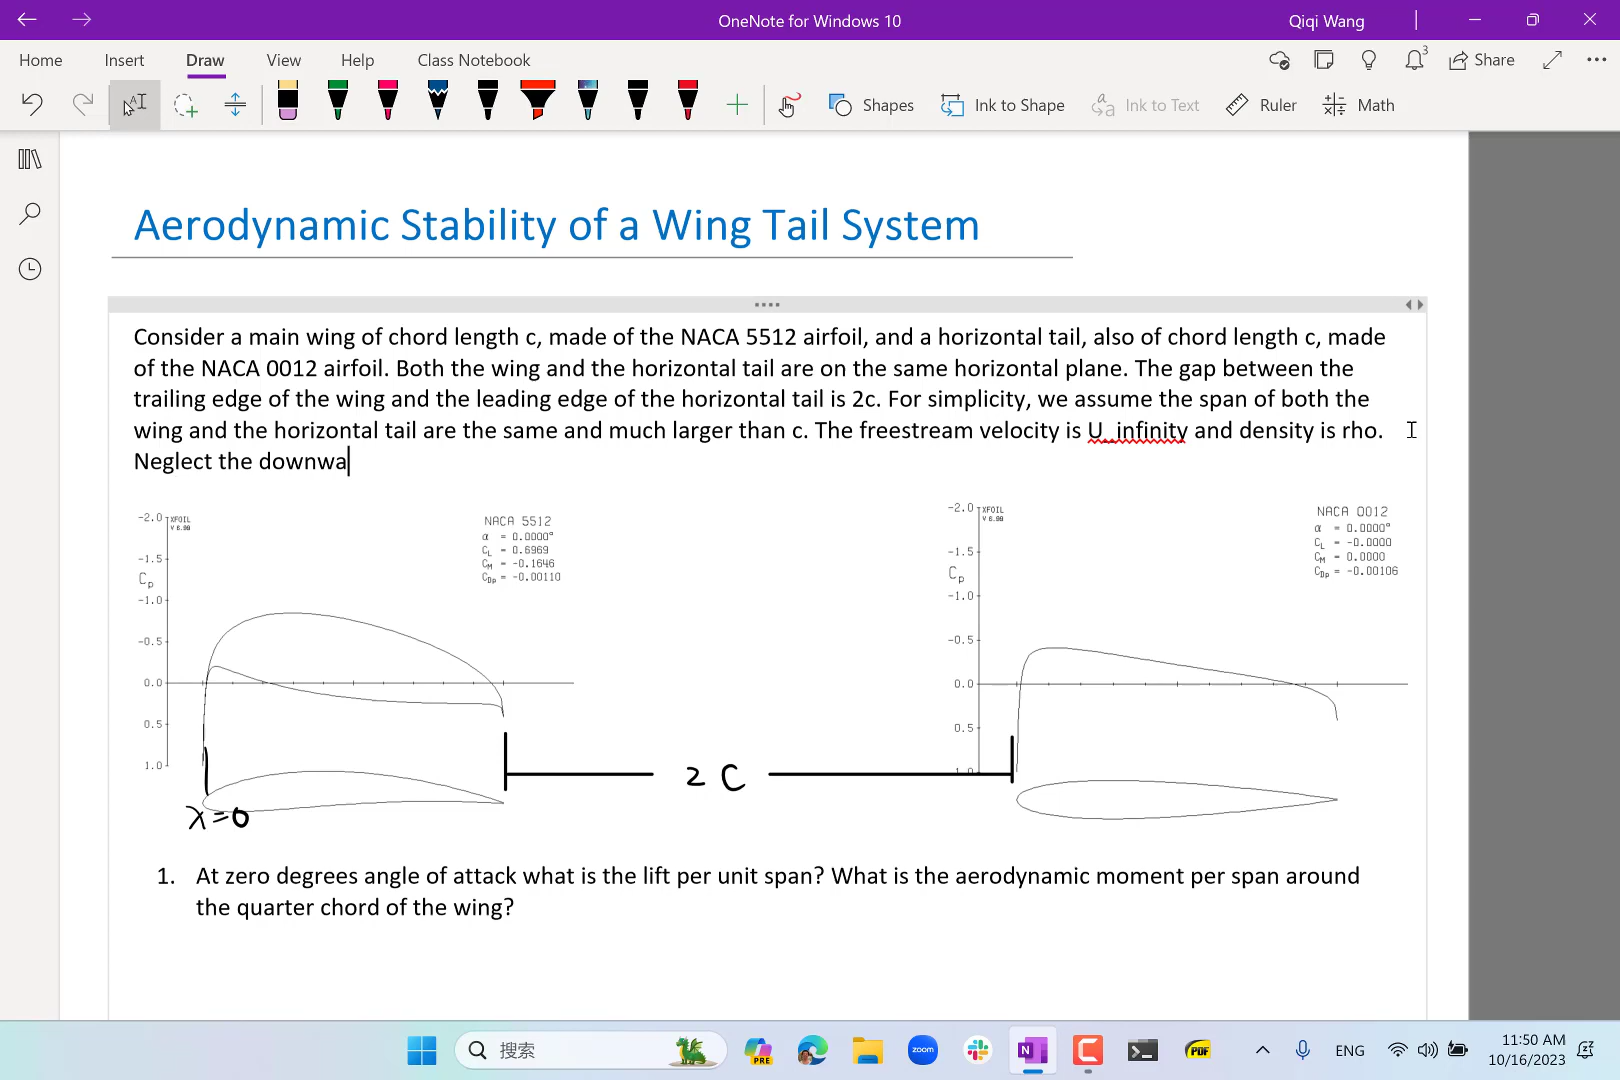 OneNote for Windows 10
Qiqi Wang
Home Insert Draw View Help Class Notebook
3
Share
Shapes Ink to Shape Ink to Text Ruler Math
Aerodynamic Stability of a Wing Tail System
Consider a main wing of chord length c, made of the NACA 5512 airfoil, and a horizontal tail, also of chord length c, made
of the NACA 0012 airfoil. Both the wing and the horizontal tail are on the same horizontal plane. The gap between the
trailing edge of the wing and the leading edge of the horizontal tail is 2c. For simplicity, we assume the span of both the
wing and the horizontal tail are the same and much larger than c. The freestream velocity is U_infinity and density is rho.
Neglect the downwa
-2.0
XFOIL
V 6.99
-1.5
Cp
-1.0
-0.5
0.0
0.5
1.0
NACA 5512
α = 0.0000°
CL = 0.6969
CM = -0.1646
CDp = -0.00110
x=0
2 C
-2.0
XFOIL
V 6.99
-1.5
Cp
-1.0
-0.5
0.0
0.5
1.0
NACA 0012
α = 0.0000°
CL = -0.0000
CM = 0.0000
CDp = -0.00106
1. At zero degrees angle of attack what is the lift per unit span? What is the aerodynamic moment per span around
the quarter chord of the wing?
搜索
PRE
zoom
N
PDF
ENG
11:50 AM
10/16/2023